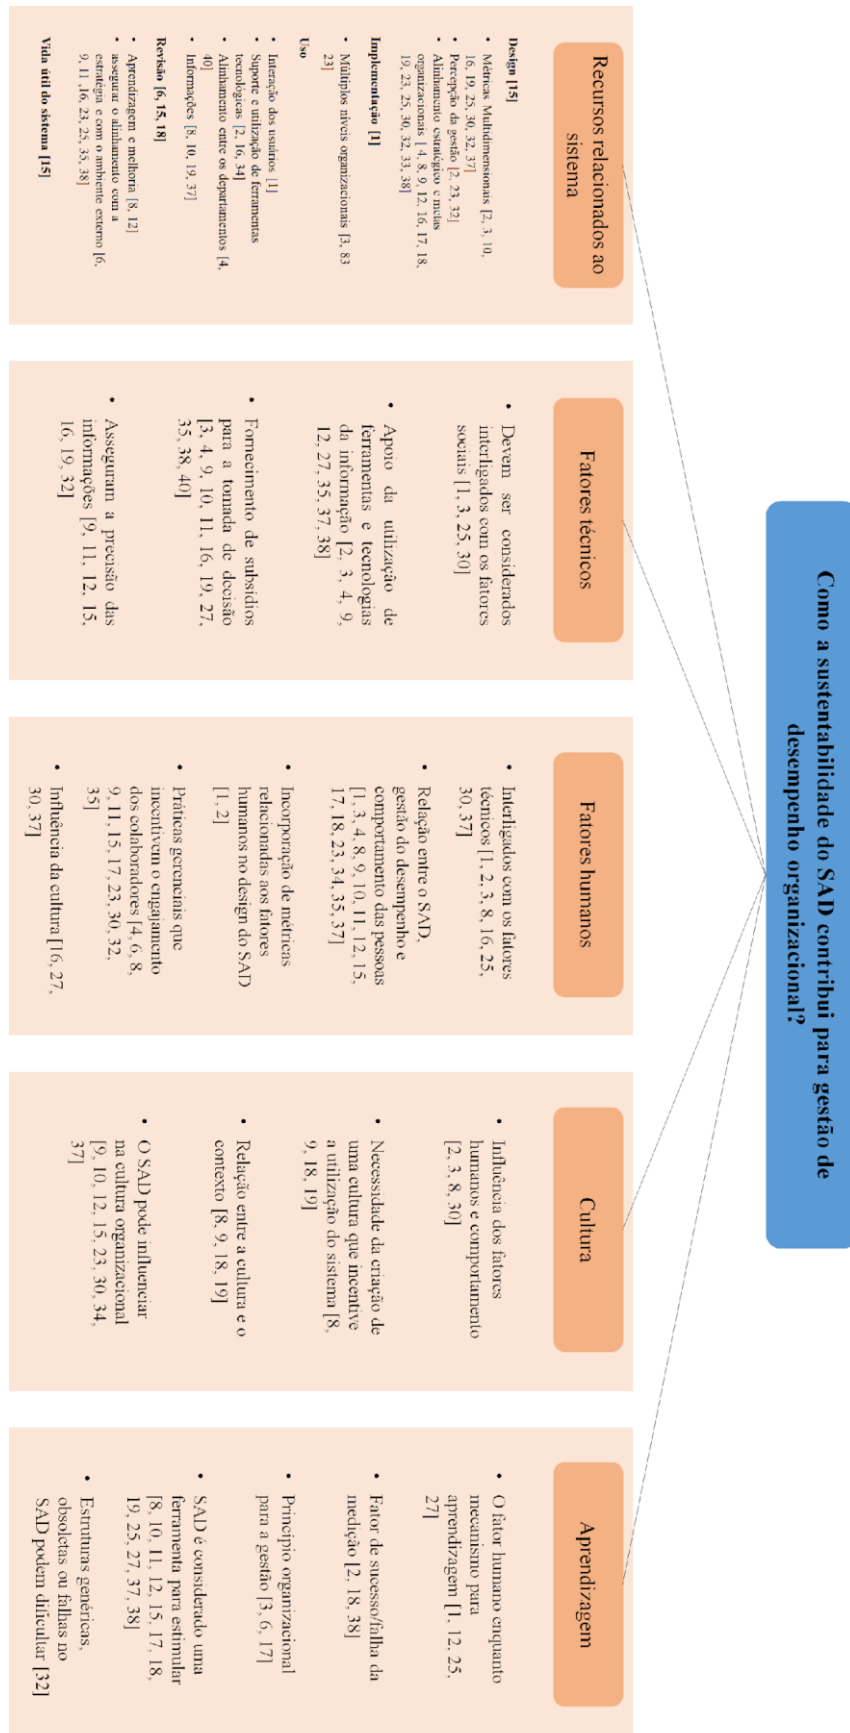 Como a sustentabilidade do SAD contribui para gestão de
desempenho organizacional?
Recursos relacionados ao
sistema
Design [15]
• Métricas Multidimensionais [2, 3, 10,
16, 19, 25, 30, 32, 37]
• Percepção da gestão [2, 23, 32]
• Alinhamento estratégico e metas
organizacionais [ 4, 8, 9, 12, 16, 17, 18,
19, 23, 25, 30, 32, 33, 38]
Implementação [1]
• Múltiplos níveis organizacionais [3, 83
23]
Uso
• Interação dos usuários [1]
• Suporte e utilização de ferramentas
tecnológicas [2, 16, 34]
• Alinhamento entre os departamentos [4,
40]
• Informações [8, 10, 19, 37]
Revisão [6, 15, 18]
• Aprendizagem e melhoria [8, 12]
• assegurar o alinhamento com a
estratégia e com o ambiente externo [6,
9, 11 ,16, 23, 25, 35, 38]
Vida útil do sistema [15]
Fatores técnicos
• Devem ser considerados
interligados com os fatores
sociais [1, 3, 25, 30]
• Apoio da utilização de
ferramentas e tecnologias
da informação [2, 3, 4, 9,
12, 27, 35, 37, 38]
• Fornecimento de subsídios
para a tomada de decisão
[3, 4, 9, 10, 11, 16, 19, 27,
35, 38, 40]
• Asseguram a precisão das
informações [9, 11, 12, 15,
16, 19, 32]
Fatores humanos
• Interligados com os fatores
técnicos [1, 2, 3, 8, 16, 25,
30, 37]
• Relação entre o SAD,
gestão do desempenho e
comportamento das pessoas
[1, 3, 4, 8, 9, 10, 11, 12, 15,
17, 18, 23, 34, 35, 37]
• Incorporação de métricas
relacionadas aos fatores
humanos no design do SAD
[1, 2]
• Práticas gerenciais que
incentivem o engajamento
dos colaboradores [4, 6, 8,
9, 11, 15, 17, 23, 30, 32,
35]
• Influência da cultura [16, 27,
30, 37]
Cultura
• Influência dos fatores
humanos e comportamento
[2, 3, 8, 30]
• Necessidade da criação de
uma cultura que incentive
a utilização do sistema [8,
9, 18, 19]
• Relação entre a cultura e o
contexto [8, 9, 18, 19]
• O SAD pode influenciar
na cultura organizacional
[9, 10, 12, 15, 23, 30, 34,
37]
Aprendizagem
• O fator humano enquanto
mecanismo para
aprendizagem [1, 12, 25,
27]
• Fator de sucesso/falha da
medição [2, 18, 38]
• Princípio organizacional
para a gestão [3, 6, 17]
• SAD é considerado uma
ferramenta para estimular
[8, 10, 11, 12, 15, 17, 18,
19, 25, 27, 37, 38]
• Estruturas genéricas,
obsoletas ou falhas no
SAD podem dificultar [32]